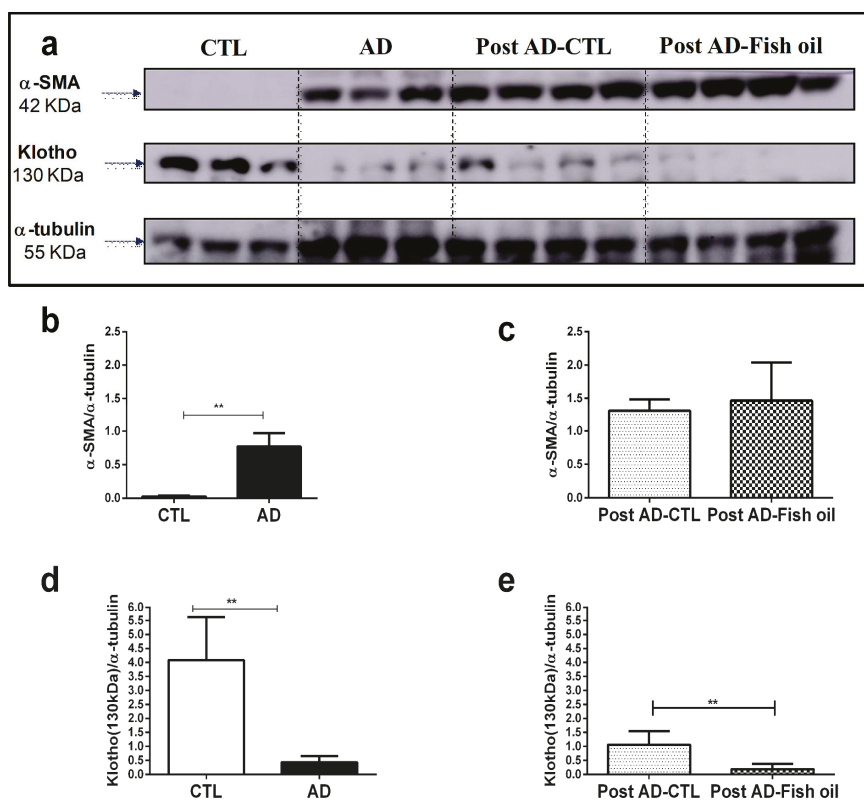 a
CTL AD Post AD-CTL Post AD-Fish oil
α-SMA
42 KDa
Klotho
130 KDa
α-tubulin
55 KDa
b
α-SMA/α-tubulin
2.5
2.0
1.5
1.0
0.5
0.0
**
CTL AD
c
α-SMA/α-tubulin
2.5
2.0
1.5
1.0
0.5
0.0
Post AD-CTL Post AD-Fish oil
d
Klotho(130kDa)/α-tubulin
6.0
5.5
5.0
4.5
4.0
3.5
3.0
2.5
2.0
1.5
1.0
0.5
0.0
**
CTL AD
e
Klotho(130kDa)/α-tubulin
6.0
5.5
5.0
4.5
4.0
3.5
3.0
2.5
2.0
1.5
1.0
0.5
0.0
**
Post AD-CTL Post AD-Fish oil